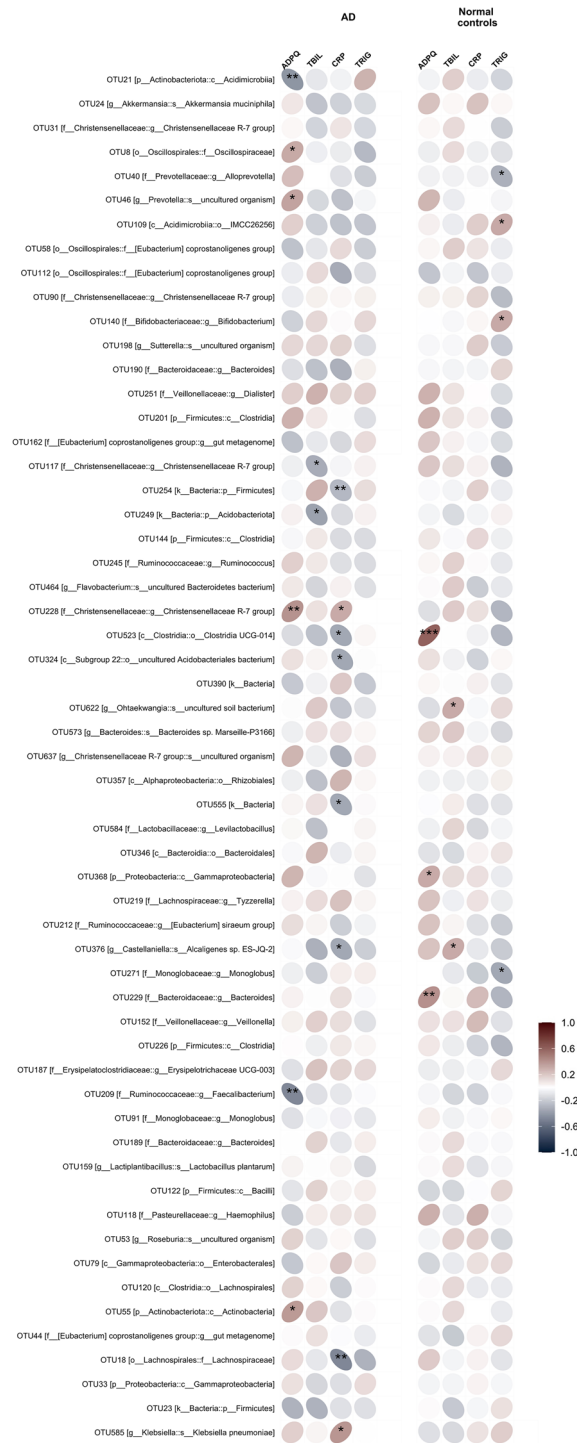 AD
Normal
controls
ADPQ TBIL CRP TRIG ADPQ TBIL CRP TRIG
OTU21 [p__Actinobacteriota::c__Acidimicrobiia] **
OTU24 [g__Akkermansia::s__Akkermansia muciniphila]
OTU31 [f__Christensenellaceae::g__Christensenellaceae R-7 group]
OTU8 [o__Oscillospirales::f__Oscillospiraceae] *
OTU40 [f__Prevotellaceae::g__Alloprevotella] *
OTU46 [g__Prevotella::s__uncultured organism] *
OTU109 [c__Acidimicrobiia::o__IMCC26256] *
OTU58 [o__Oscillospirales::f__[Eubacterium] coprostanoligenes group]
OTU112 [o__Oscillospirales::f__[Eubacterium] coprostanoligenes group]
OTU90 [f__Christensenellaceae::g__Christensenellaceae R-7 group]
OTU140 [f__Bifidobacteriaceae::g__Bifidobacterium] *
OTU198 [g__Sutterella::s__uncultured organism]
OTU190 [f__Bacteroidaceae::g__Bacteroides]
OTU251 [f__Veillonellaceae::g__Dialister]
OTU201 [p__Firmicutes::c__Clostridia]
OTU162 [f__[Eubacterium] coprostanoligenes group::g__gut metagenome]
OTU117 [f__Christensenellaceae::g__Christensenellaceae R-7 group] *
OTU254 [k__Bacteria::p__Firmicutes] **
OTU249 [k__Bacteria::p__Acidobacteriota] *
OTU144 [p__Firmicutes::c__Clostridia]
OTU245 [f__Ruminococcaceae::g__Ruminococcus]
OTU464 [g__Flavobacterium::s__uncultured Bacteroidetes bacterium]
OTU228 [f__Christensenellaceae::g__Christensenellaceae R-7 group] ** *
OTU523 [c__Clostridia::o__Clostridia UCG-014] * ***
OTU324 [c__Subgroup 22::o__uncultured Acidobacteriales bacterium] *
OTU390 [k__Bacteria]
OTU622 [g__Ohtaekwangia::s__uncultured soil bacterium] *
OTU573 [g__Bacteroides::s__Bacteroides sp. Marseille-P3166]
OTU637 [g__Christensenellaceae R-7 group::s__uncultured organism]
OTU357 [c__Alphaproteobacteria::o__Rhizobiales]
OTU555 [k__Bacteria] *
OTU584 [f__Lactobacillaceae::g__Levilactobacillus]
OTU346 [c__Bacteroidia::o__Bacteroidales]
OTU368 [p__Proteobacteria::c__Gammaproteobacteria] *
OTU219 [f__Lachnospiraceae::g__Tyzzerella]
OTU212 [f__Ruminococcaceae::g__[Eubacterium] siraeum group]
OTU376 [g__Castellaniella::s__Alcaligenes sp. ES-JQ-2] * *
OTU271 [f__Monoglobaceae::g__Monoglobus] *
OTU229 [f__Bacteroidaceae::g__Bacteroides] **
OTU152 [f__Veillonellaceae::g__Veillonella]
OTU226 [p__Firmicutes::c__Clostridia]
OTU187 [f__Erysipelatoclostridiaceae::g__Erysipelotrichaceae UCG-003]
OTU209 [f__Ruminococcaceae::g__Faecalibacterium] **
OTU91 [f__Monoglobaceae::g__Monoglobus]
OTU189 [f__Bacteroidaceae::g__Bacteroides]
OTU159 [g__Lactiplantibacillus::s__Lactobacillus plantarum]
OTU122 [p__Firmicutes::c__Bacilli]
OTU118 [f__Pasteurellaceae::g__Haemophilus]
OTU53 [g__Roseburia::s__uncultured organism]
OTU79 [c__Gammaproteobacteria::o__Enterobacterales]
OTU120 [c__Clostridia::o__Lachnospirales]
OTU55 [p__Actinobacteriota::c__Actinobacteria] *
OTU44 [f__[Eubacterium] coprostanoligenes group::g__gut metagenome]
OTU18 [o__Lachnospirales::f__Lachnospiraceae] **
OTU33 [p__Proteobacteria::c__Gammaproteobacteria]
OTU23 [k__Bacteria::p__Firmicutes]
OTU585 [g__Klebsiella::s__Klebsiella pneumoniae] *
1.0
0.6
0.2
-0.2
-0.6
-1.0